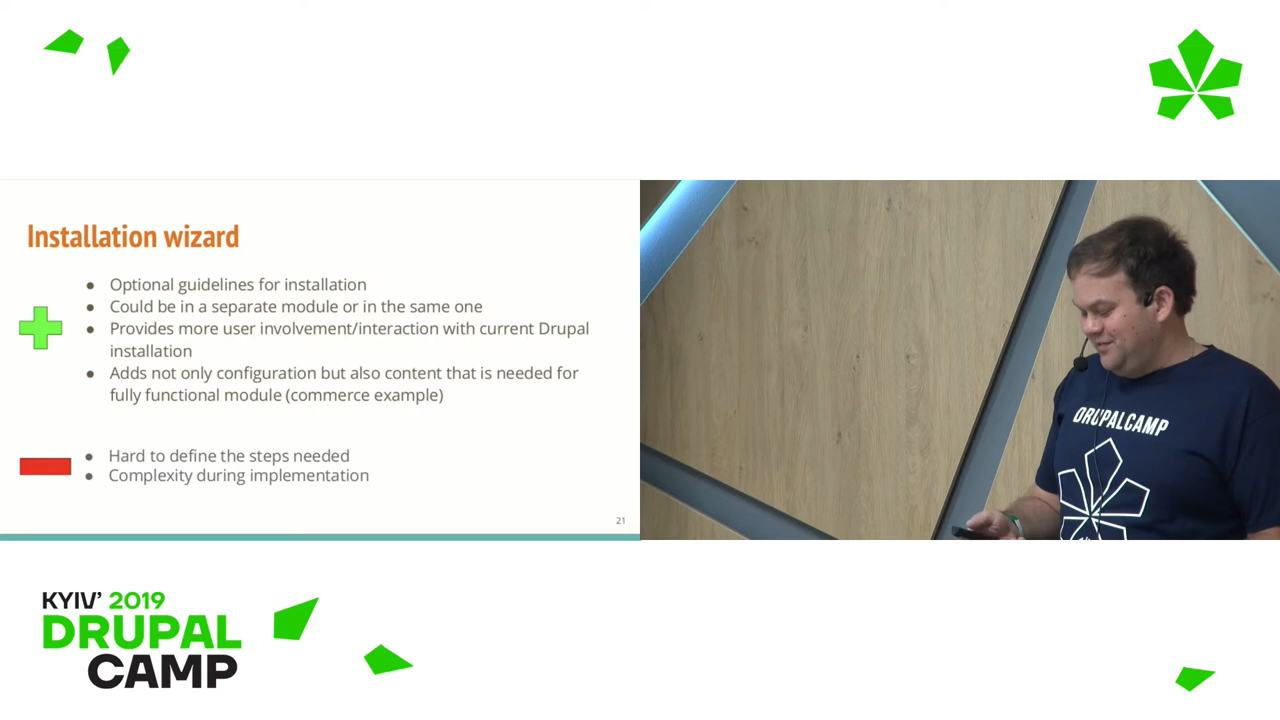 Installation wizard
● Optional guidelines for installation
● Could be in a separate module or in the same one
● Provides more user involvement/interaction with current Drupal
installation
● Adds not only configuration but also content that is needed for
fully functional module (commerce example)
● Hard to define the steps needed
● Complexity during implementation
21
DRUPALCAMP
KYIV’ 2019
DRUPAL
CAMP